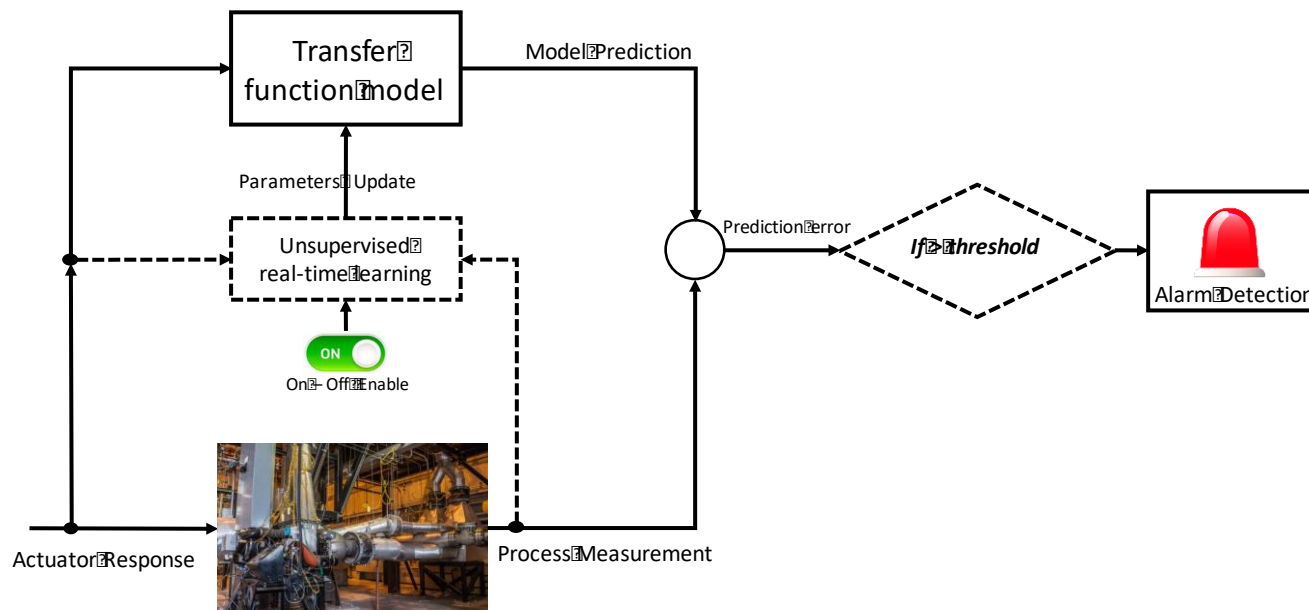 Transfer
function model
Model Prediction
Parameters Update
Unsupervised
real-time learning
ON
On – Off Enable
Prediction error
If > threshold
Alarm Detection
Actuator Response
Process Measurement